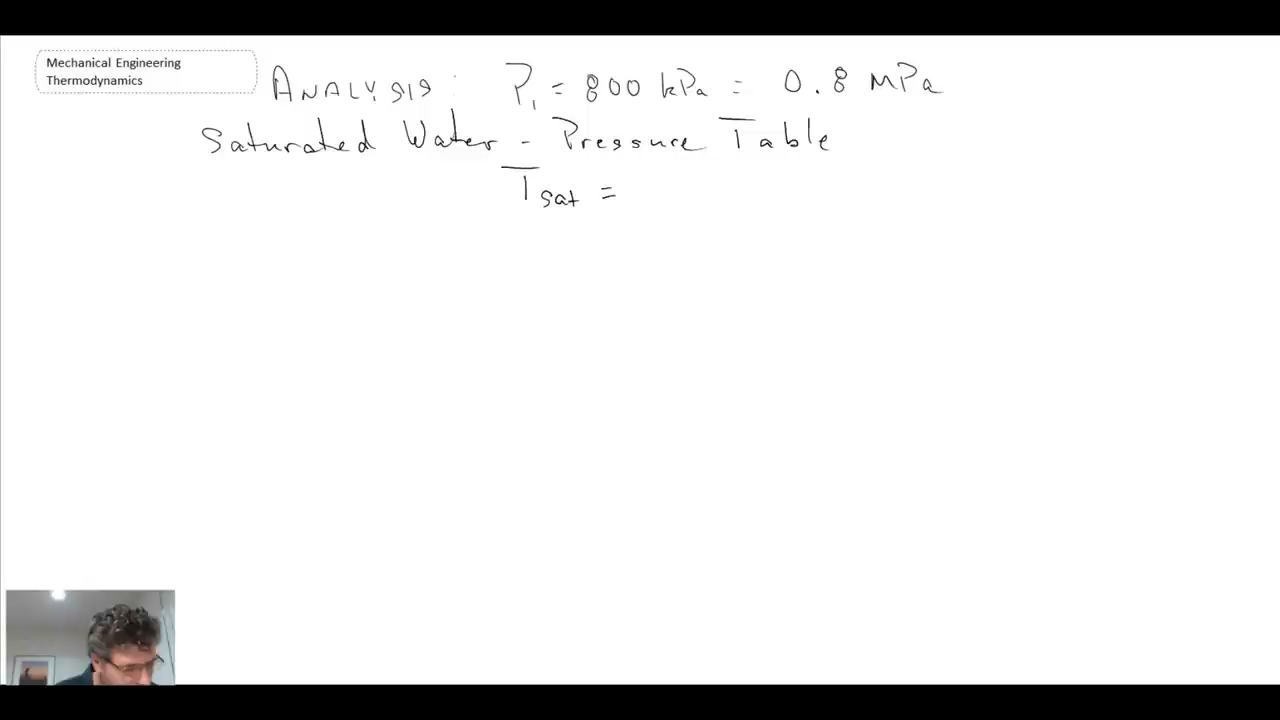 Mechanical Engineering
Thermodynamics
ANALYSIS: P₁ = 800 kPa = 0.8 MPa
Saturated Water - Pressure Table
Tsat =